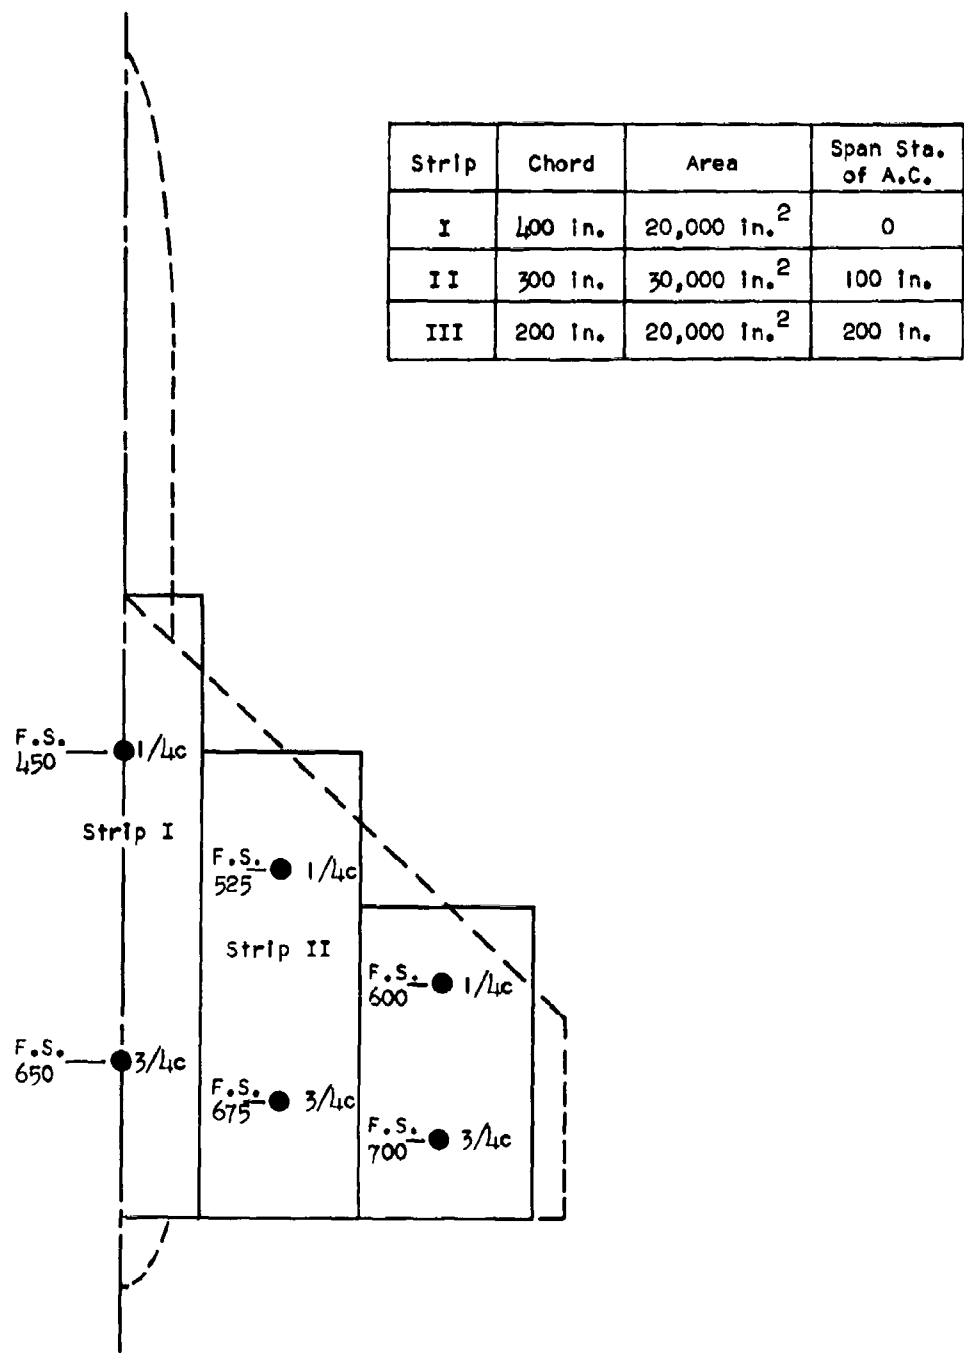 Strip Chord Area Span Sta. of A.C.
I 400 in. 20,000 in.² 0
II 300 in. 30,000 in.² 100 in.
III 200 in. 20,000 in.² 200 in.
F.S.
450
1/4c
Strip I
F.S.
525
1/4c
Strip II
F.S.
600
1/4c
F.S.
650
3/4c
F.S.
675
3/4c
F.S.
700
3/4c